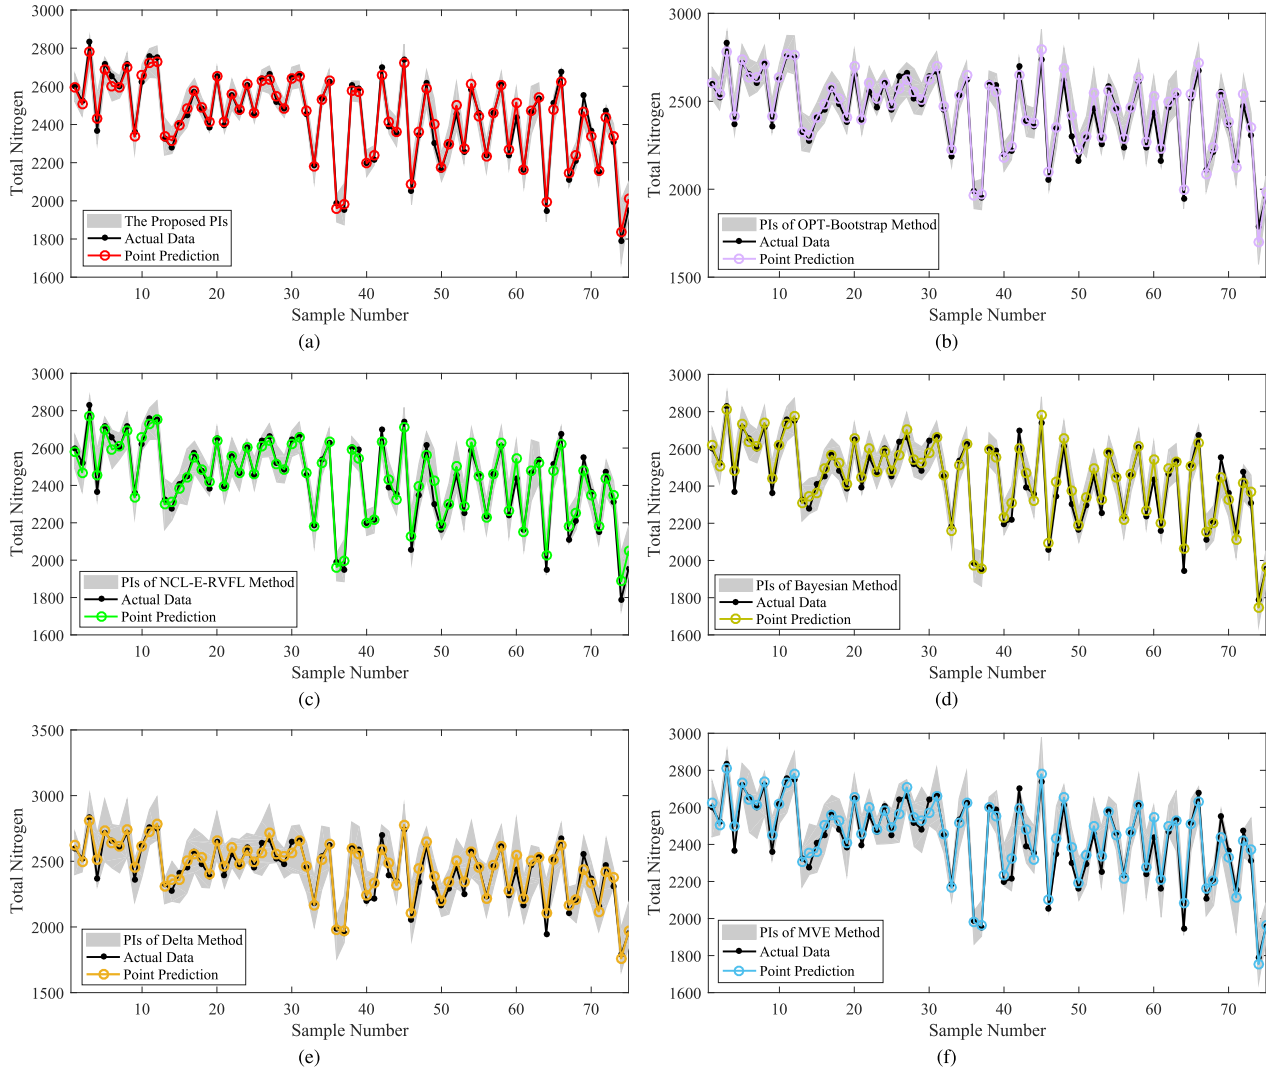 3000
2800
2600
2400
2200
2000
1800
1600
Total Nitrogen
The Proposed PIs
Actual Data
Point Prediction
10 20 30 40 50 60 70
Sample Number
(a)
3000
2500
2000
1500
Total Nitrogen
PIs of OPT-Bootstrap Method
Actual Data
Point Prediction
10 20 30 40 50 60 70
Sample Number
(b)
3000
2800
2600
2400
2200
2000
1800
1600
Total Nitrogen
PIs of NCL-E-RVFL Method
Actual Data
Point Prediction
10 20 30 40 50 60 70
Sample Number
(c)
3000
2800
2600
2400
2200
2000
1800
1600
Total Nitrogen
PIs of Bayesian Method
Actual Data
Point Prediction
10 20 30 40 50 60 70
Sample Number
(d)
3500
3000
2500
2000
1500
Total Nitrogen
PIs of Delta Method
Actual Data
Point Prediction
10 20 30 40 50 60 70
Sample Number
(e)
3000
2800
2600
2400
2200
2000
1800
1600
Total Nitrogen
PIs of MVE Method
Actual Data
Point Prediction
10 20 30 40 50 60 70
Sample Number
(f)